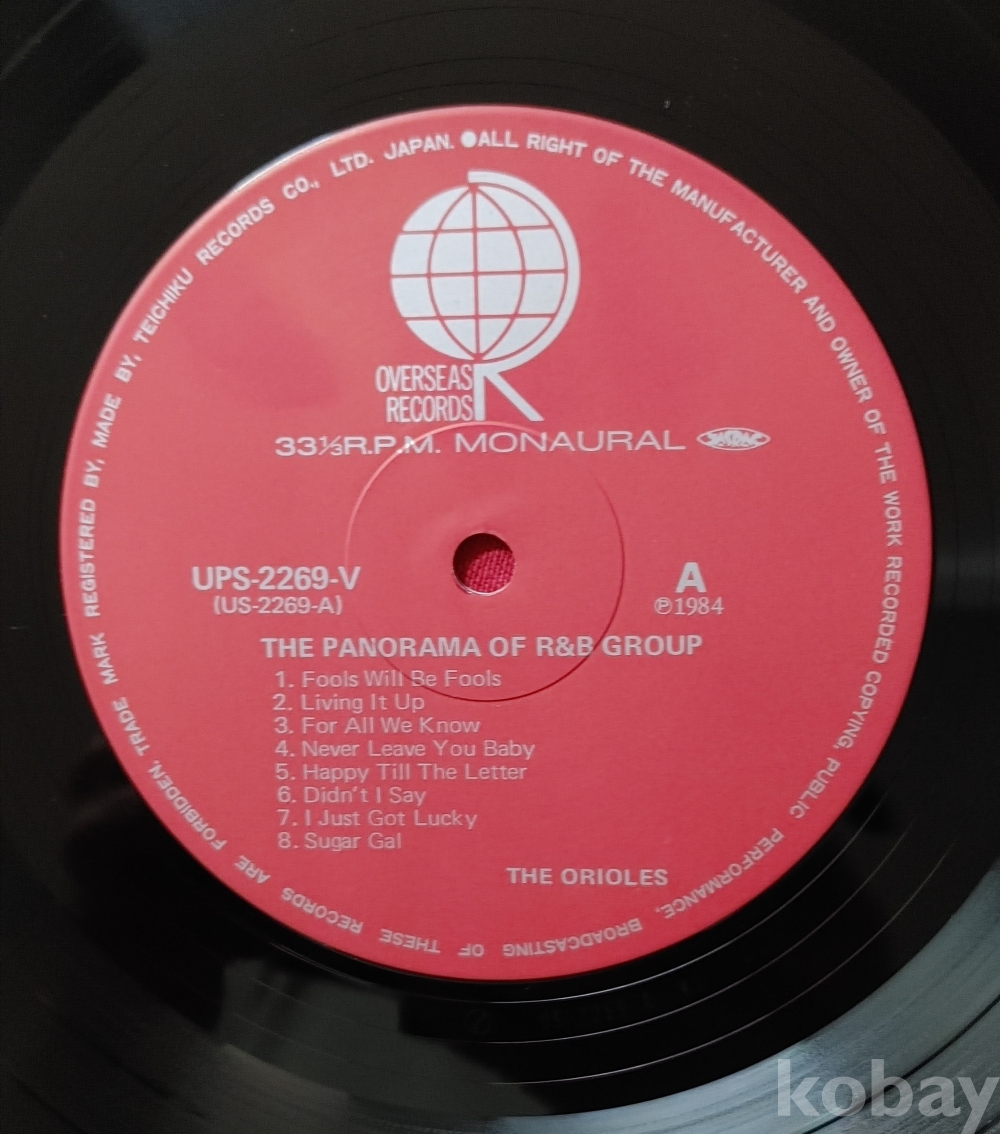 TRADE MARK REGISTERED BY, MADE BY, TEICHIKU RECORDS CO., LTD. JAPAN. ●ALL RIGHT OF THE MANUFACTURER AND OWNER OF THE WORK RECORDED COPYING, PUBLIC PERFORMANCE, BROADCASTING OF THESE RECORDS ARE FORBIDDEN,
OVERSEAS
RECORDS
R
33⅓R.P.M. MONAURAL JASRAC
UPS-2269-V
(US-2269-A)
A
℗1984
THE PANORAMA OF R&B GROUP
1. Fools Will Be Fools
2. Living It Up
3. For All We Know
4. Never Leave You Baby
5. Happy Till The Letter
6. Didn't I Say
7. I Just Got Lucky
8. Sugar Gal
THE ORIOLES
kobay